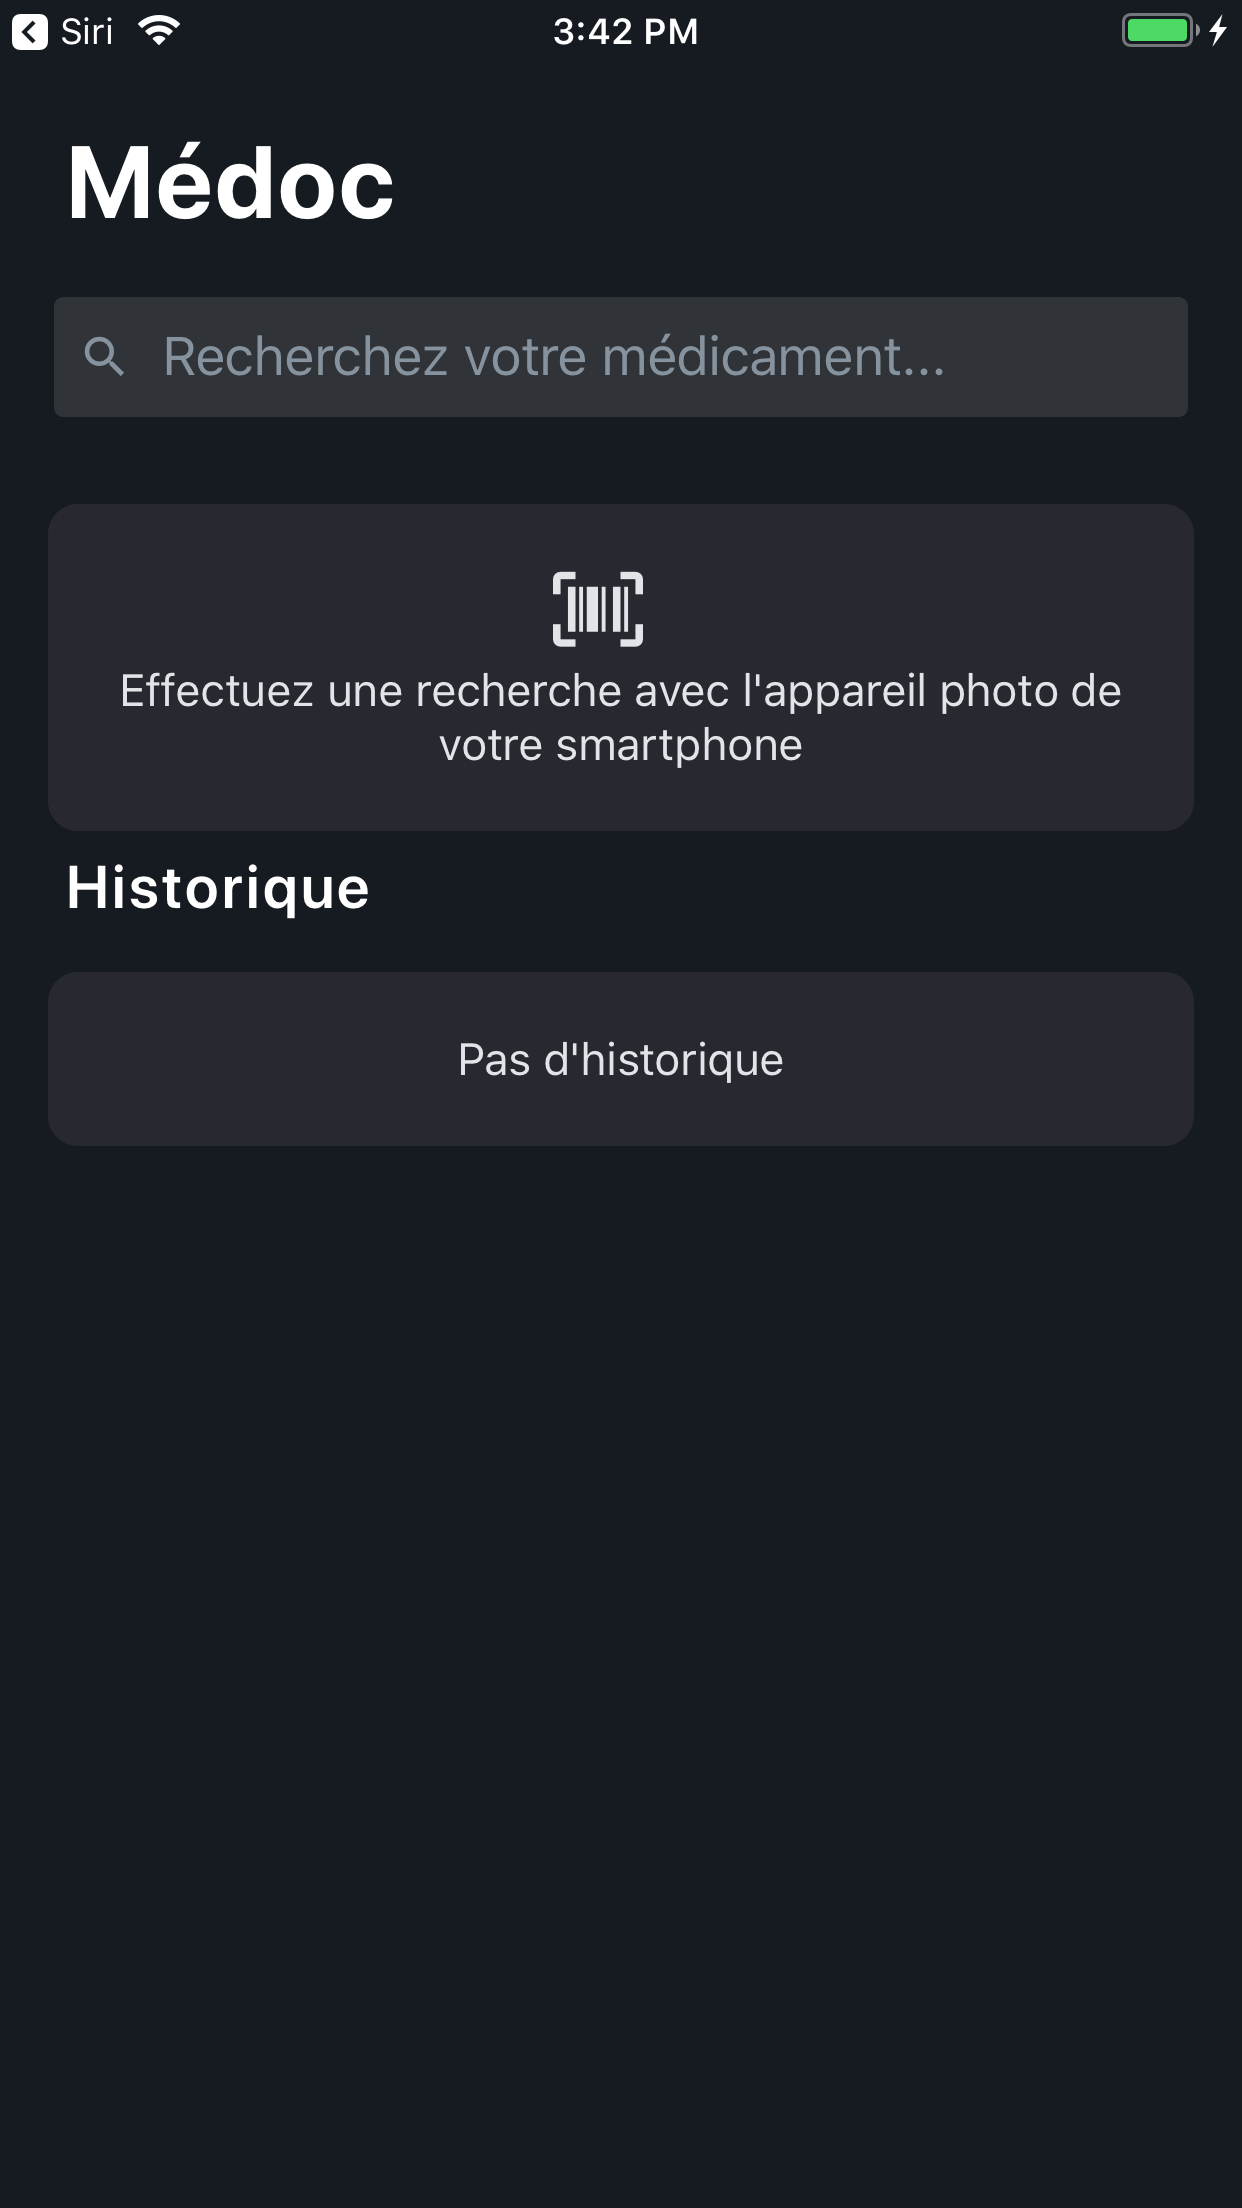 Siri
3:42 PM
Médoc
Recherchez votre médicament...
Effectuez une recherche avec l'appareil photo de
votre smartphone
Historique
Pas d'historique